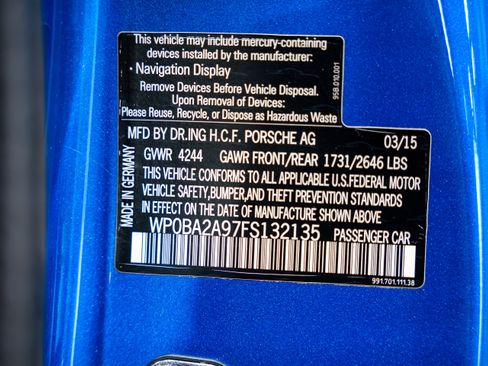 This vehicle may include mercury-containing
devices installed by the manufacturer:
· Navigation Display
Remove Devices Before Vehicle Disposal.
Upon Removal of Devices:
Please Reuse, Recycle, or Dispose as Hazardous Waste
95B.010.001
MFD BY DR.ING H.C.F. PORSCHE AG 03/15
GVWR 4244 GAWR FRONT/REAR 1731/2646 LBS
THIS VEHICLE CONFORMS TO ALL APPLICABLE U.S.FEDERAL MOTOR
VEHICLE SAFETY,BUMPER,AND THEFT PREVENTION STANDARDS
IN EFFECT ON THE DATE OF MANUFACTURE SHOWN ABOVE.
WP0BA2A97FS132135 PASSENGER CAR
MADE IN GERMANY
991.701.111.38